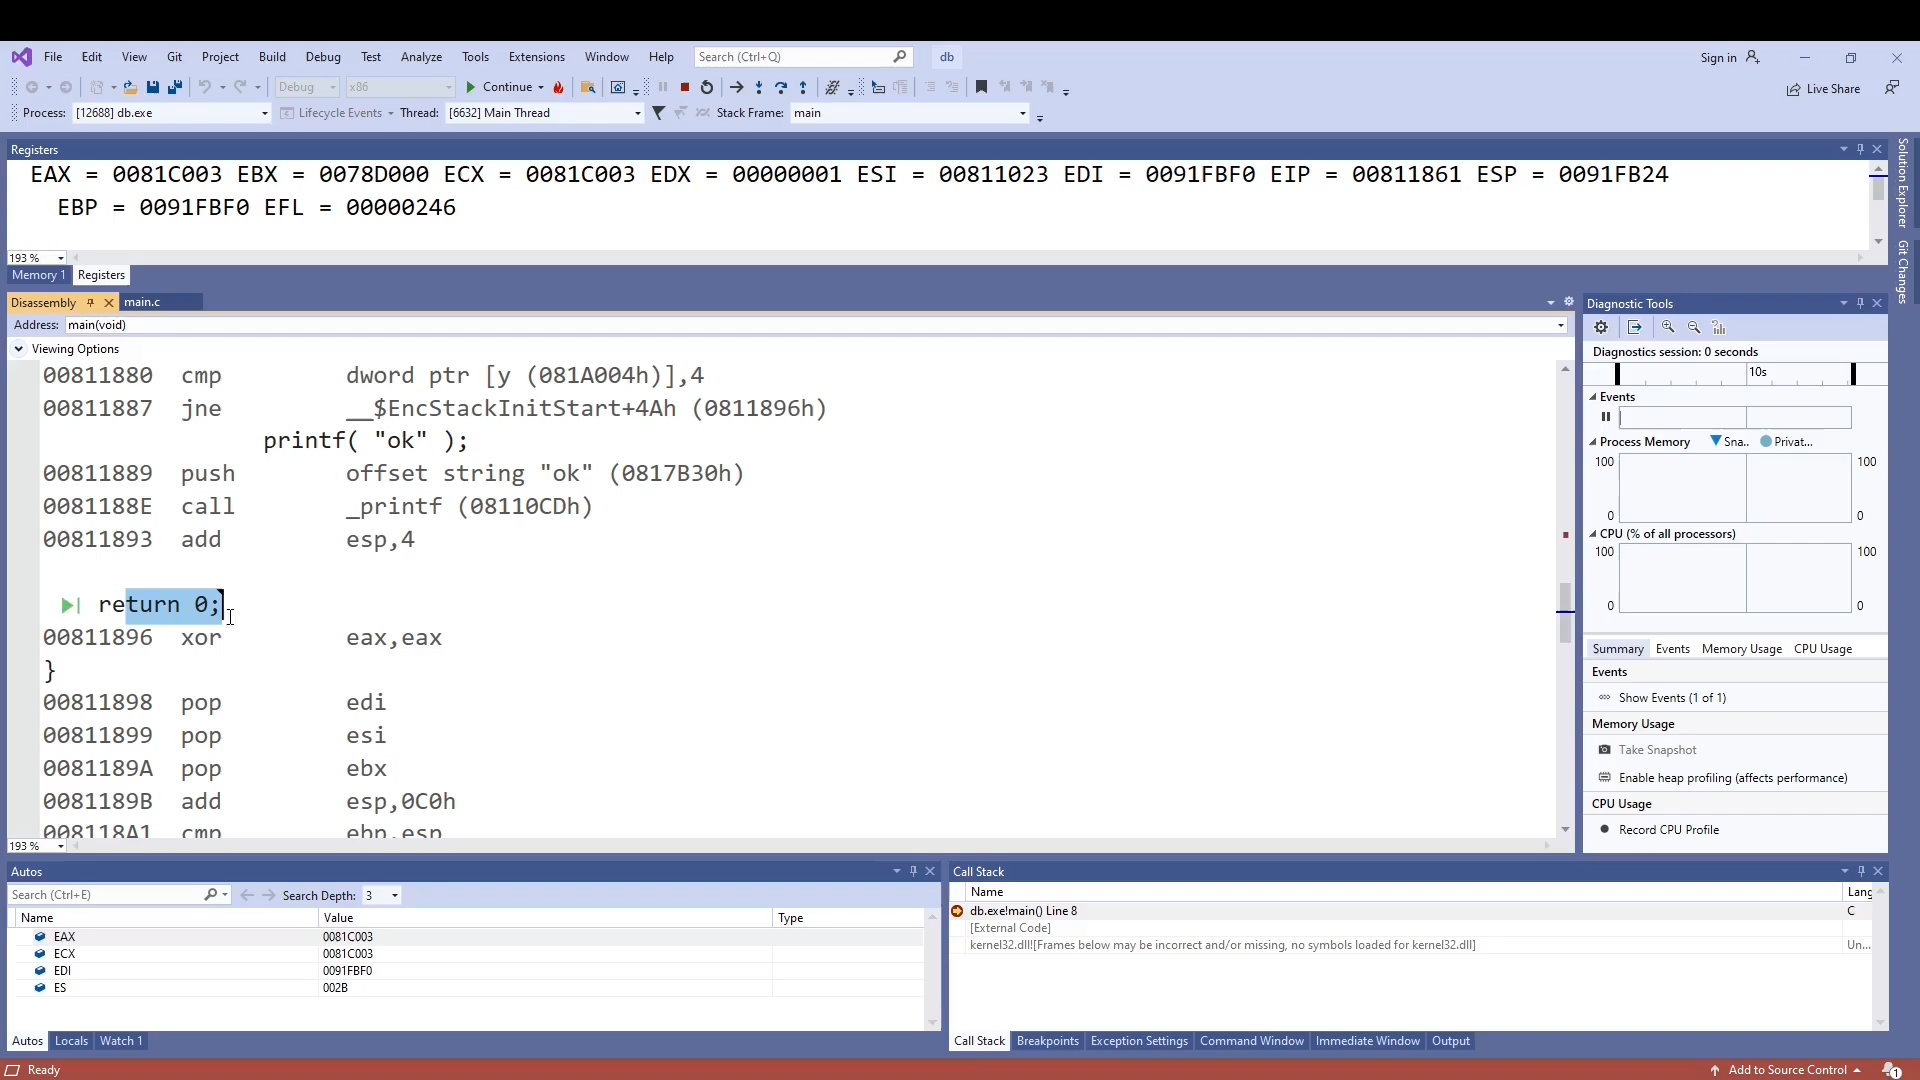 File Edit View Git Project Build Debug Test Analyze Tools Extensions Window Help Search (Ctrl+Q) db Sign in
Debug x86 Continue Live Share
Process: [12688] db.exe Lifecycle Events Thread: [6632] Main Thread Stack Frame: main
Registers
EAX = 0081C003 EBX = 0078D000 ECX = 0081C003 EDX = 00000001 ESI = 00811023 EDI = 0091FBF0 EIP = 00811861 ESP = 0091FB24
EBP = 0091FBF0 EFL = 00000246
193 %
Memory 1 Registers
Solution Explorer
Git Changes
Disassembly main.c
Address: main(void)
Viewing Options
00811880 cmp dword ptr [y (081A004h)],4
00811887 jne __$EncStackInitStart+4Ah (0811896h)
printf( "ok" );
00811889 push offset string "ok" (0817B30h)
0081188E call _printf (08110CDh)
00811893 add esp,4
return 0;
00811896 xor eax,eax
}
00811898 pop edi
00811899 pop esi
0081189A pop ebx
0081189B add esp,0C0h
008118A1 cmp ebp,esp
193 %
Diagnostic Tools
Diagnostics session: 0 seconds
10s
Events
Process Memory Sna.. Privat...
100 100
0 0
CPU (% of all processors)
100 100
0 0
Summary Events Memory Usage CPU Usage
Events
Show Events (1 of 1)
Memory Usage
Take Snapshot
Enable heap profiling (affects performance)
CPU Usage
Record CPU Profile
Autos
Search (Ctrl+E) Search Depth: 3
Name Value Type
EAX 0081C003
ECX 0081C003
EDI 0091FBF0
ES 002B
Autos Locals Watch 1
Call Stack
Name Lang
db.exe!main() Line 8 C
[External Code]
kernel32.dll![Frames below may be incorrect and/or missing, no symbols loaded for kernel32.dll] Un...
Call Stack Breakpoints Exception Settings Command Window Immediate Window Output
Ready Add to Source Control 1